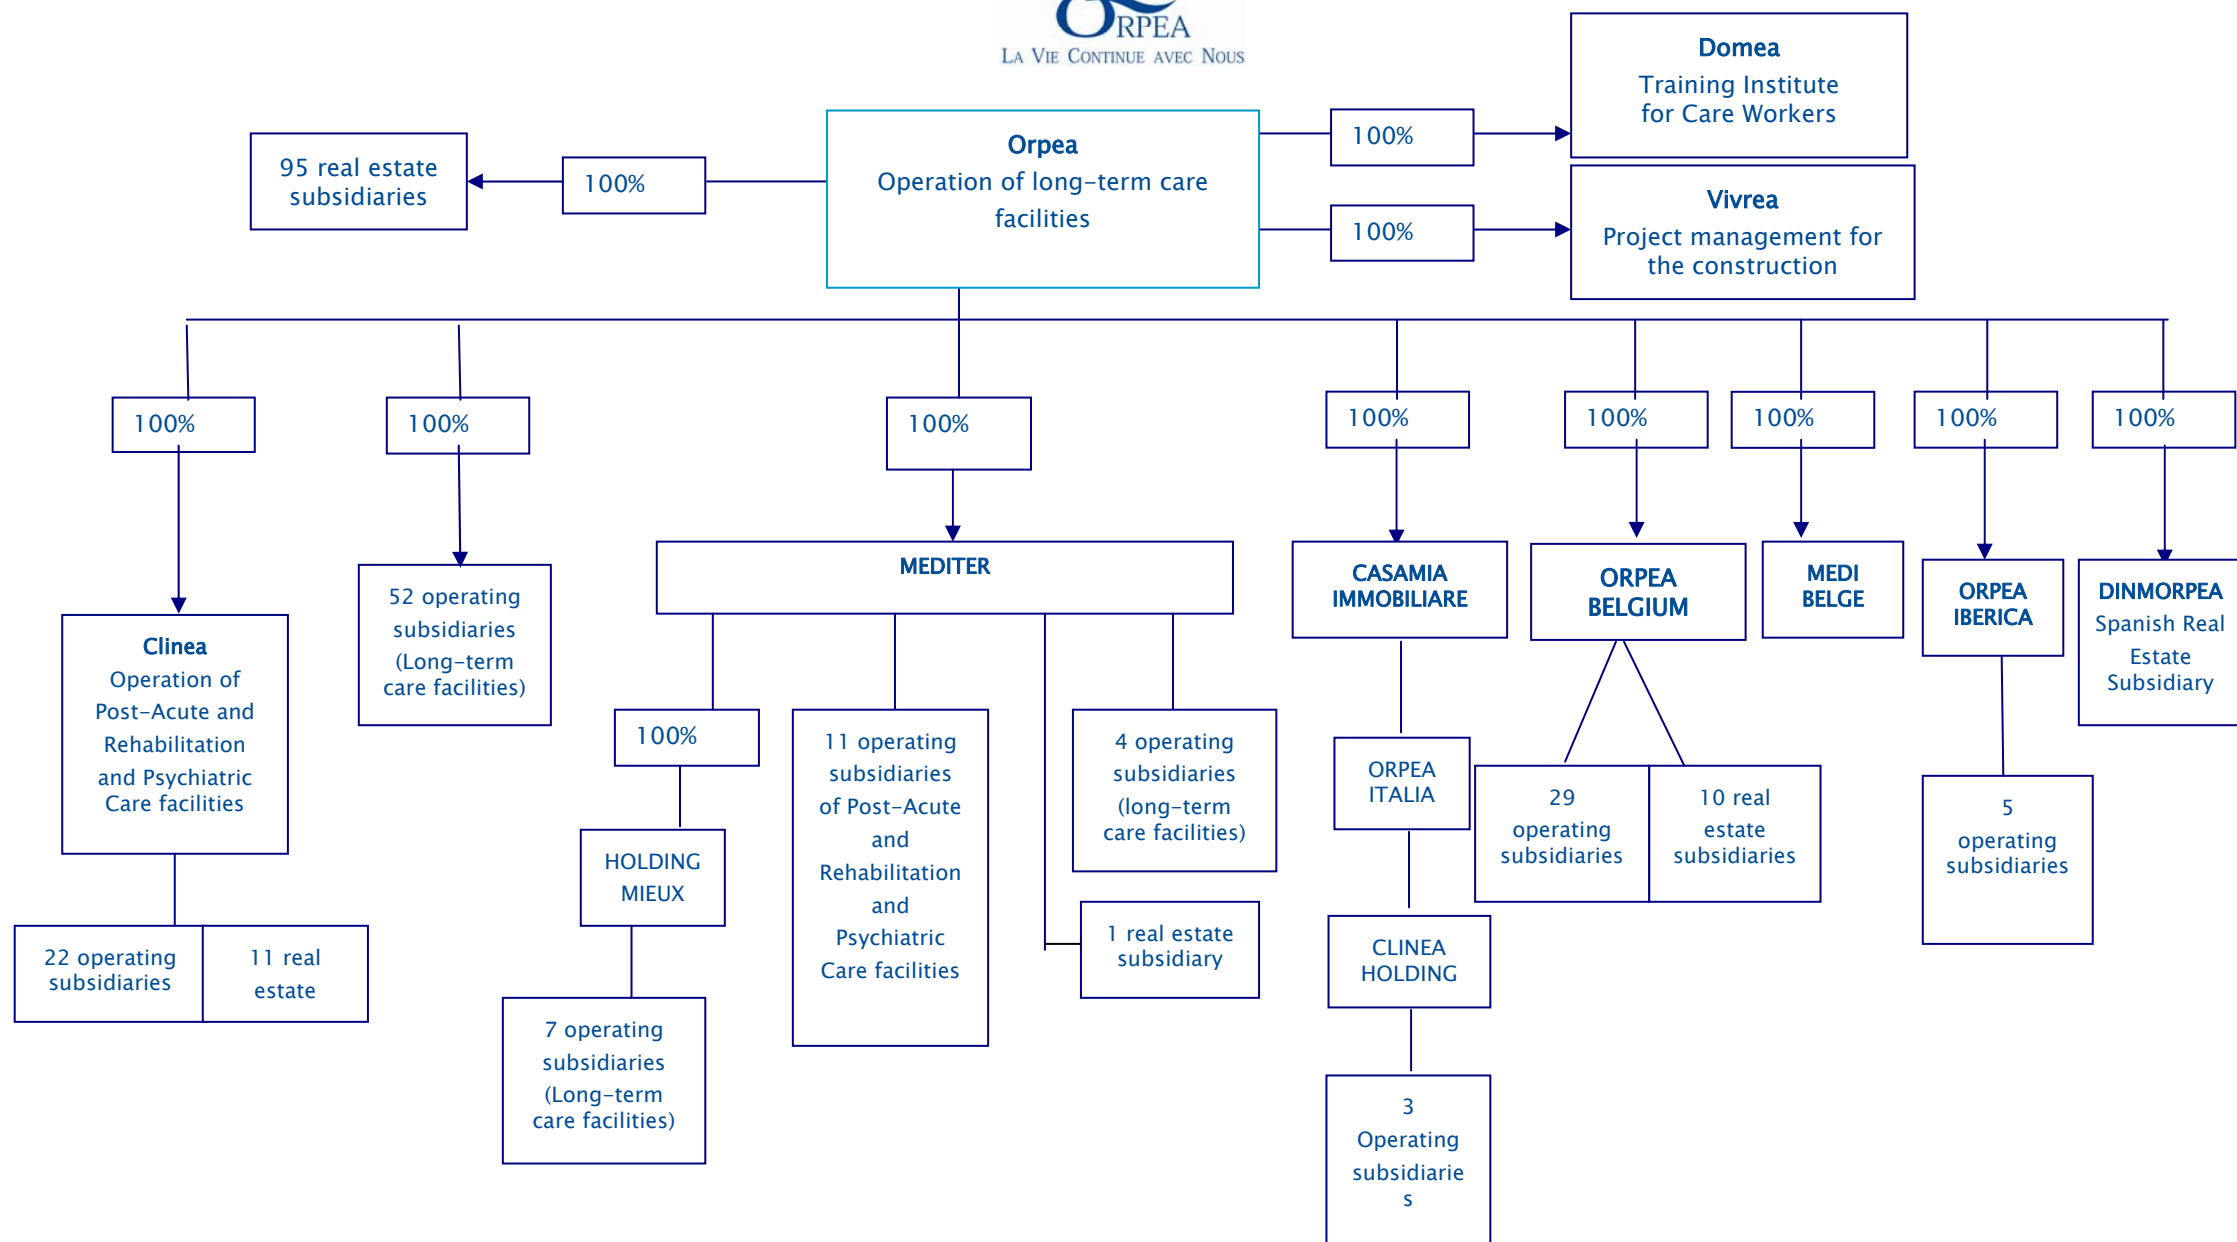 ORPEA
LA VIE CONTINUE AVEC NOUS
Domea
Training Institute
for Care Workers
100%
Orpea
Operation of long-term care
facilities
95 real estate
subsidiaries
100%
Vivrea
Project management for
the construction
100%
100%
100%
100%
100%
100%
100%
100%
100%
MEDITER
CASAMIA
IMMOBILIARE
ORPEA
BELGIUM
MEDI
BELGE
ORPEA
IBERICA
DINMORPEA
Spanish Real
Estate
Subsidiary
52 operating
subsidiaries
(Long-term
care facilities)
Clinea
Operation of
Post-Acute and
Rehabilitation
and Psychiatric
Care facilities
100%
11 operating
subsidiaries
of Post-Acute
and
Rehabilitation
and
Psychiatric
Care facilities
4 operating
subsidiaries
(long-term
care facilities)
ORPEA
ITALIA
29
operating
subsidiaries
10 real
estate
subsidiaries
5
operating
subsidiaries
HOLDING
MIEUX
1 real estate
subsidiary
CLINEA
HOLDING
22 operating
subsidiaries
11 real
estate
7 operating
subsidiaries
(Long-term
care facilities)
3
Operating
subsidiarie
s